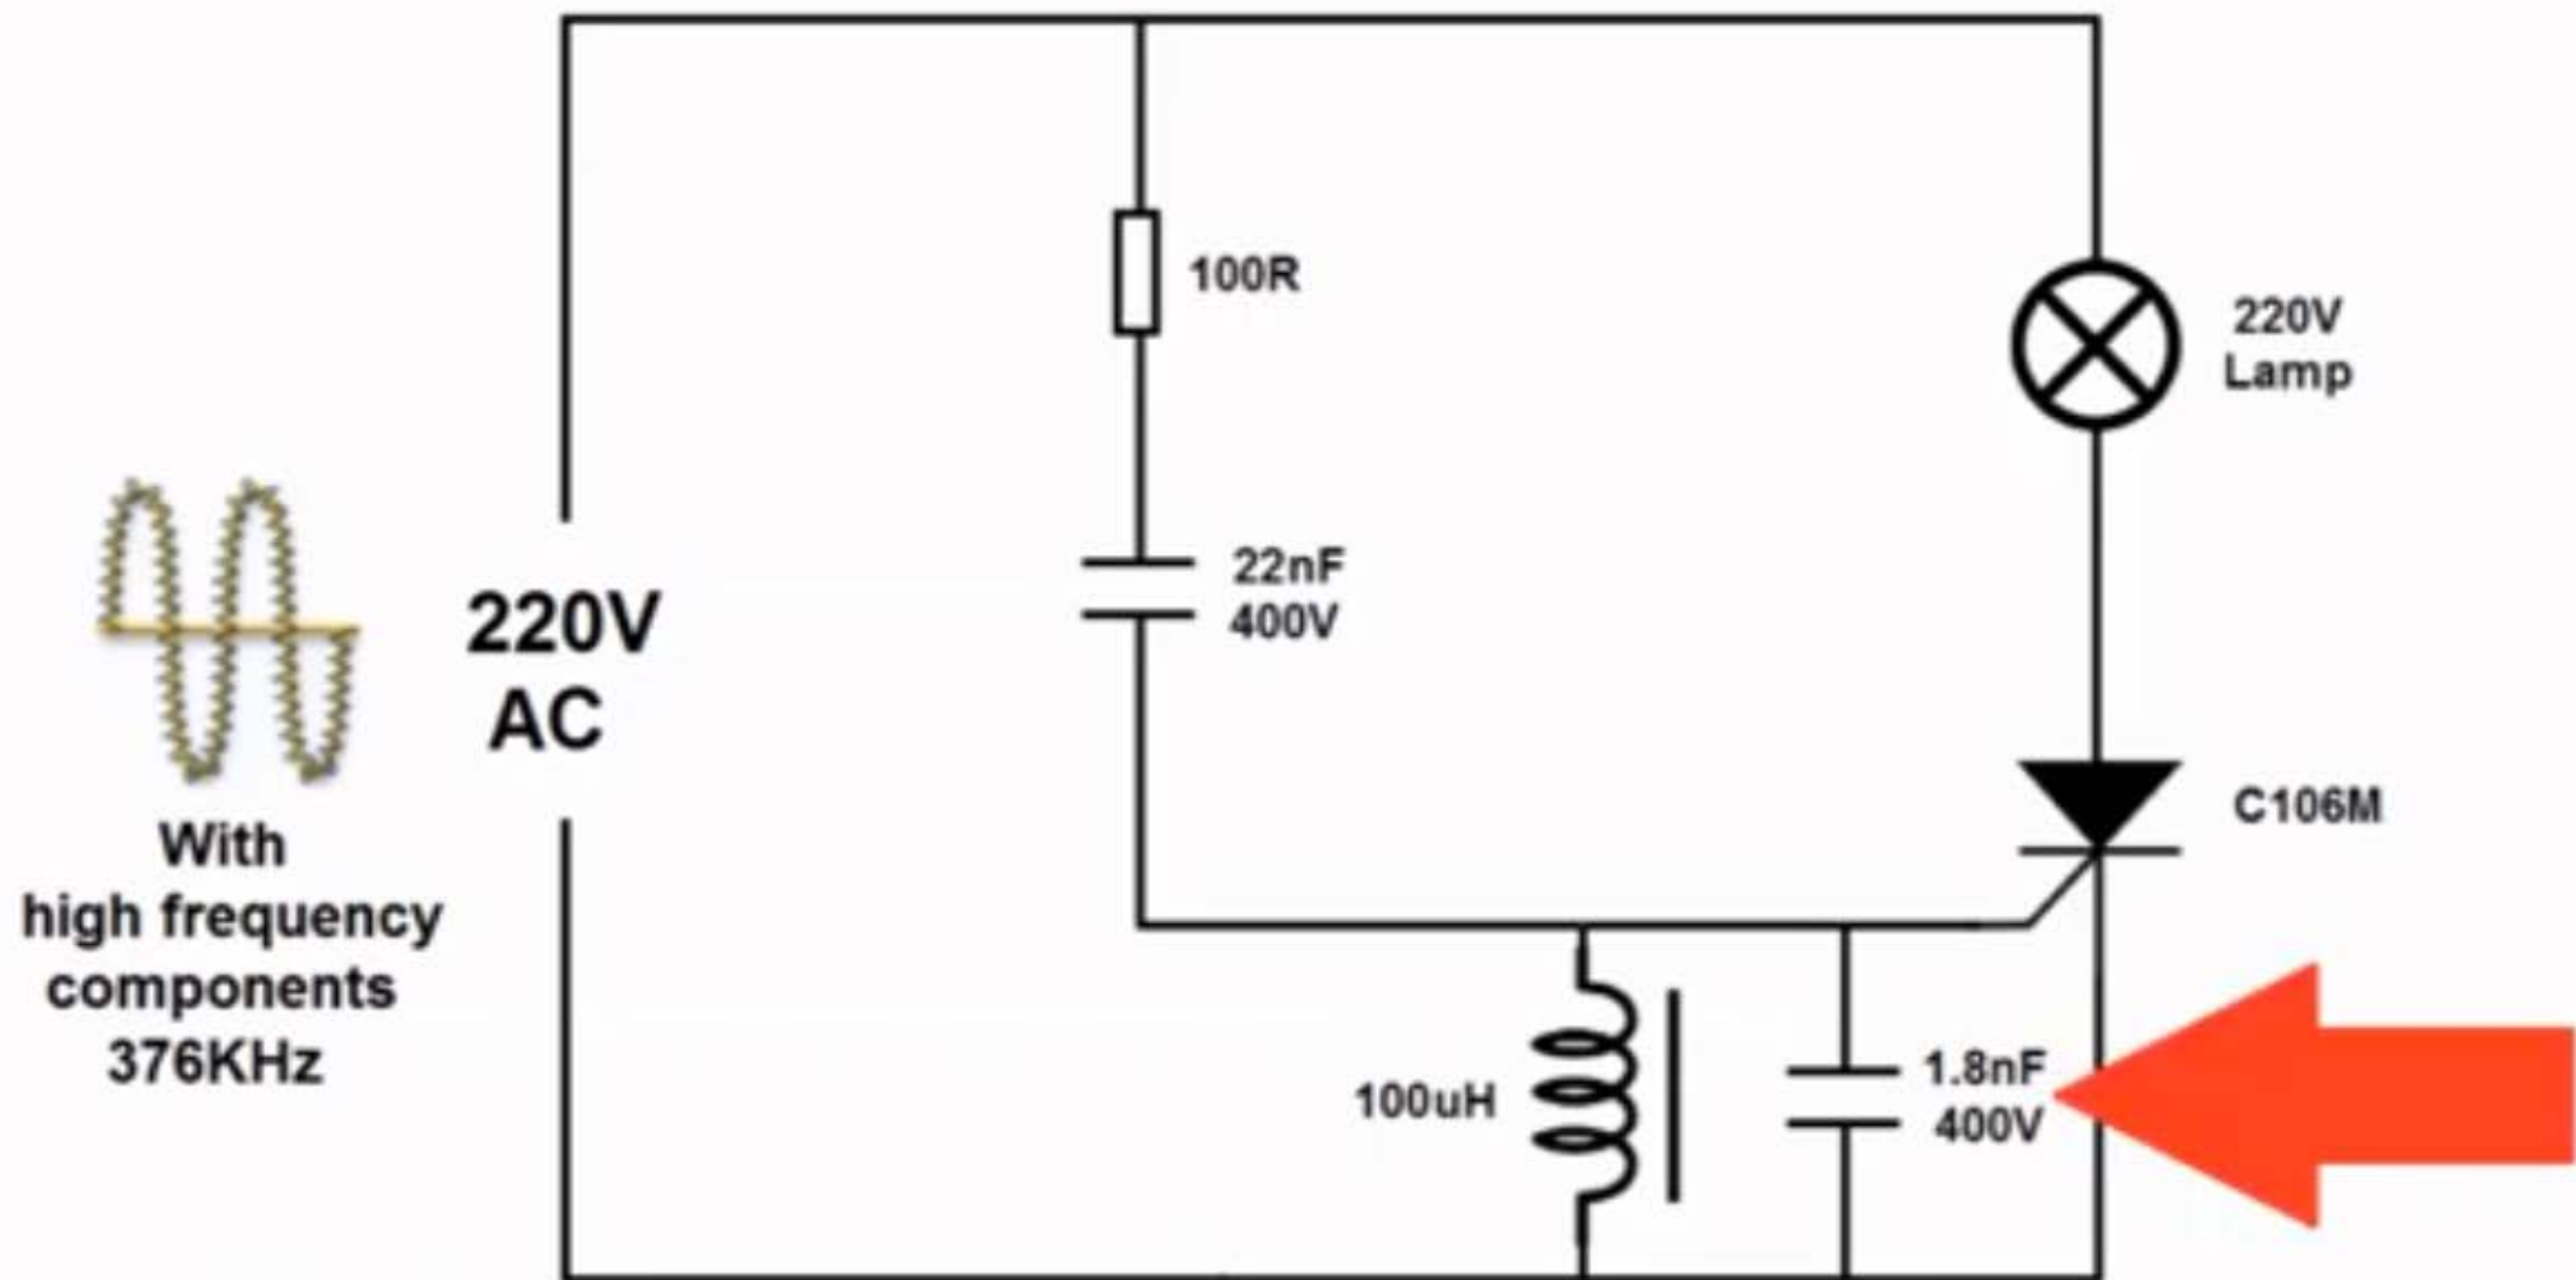 100R
220V
Lamp
22nF
400V
220V
AC
C106M
With
high frequency
components
376KHz
100uH
1.8nF
400V